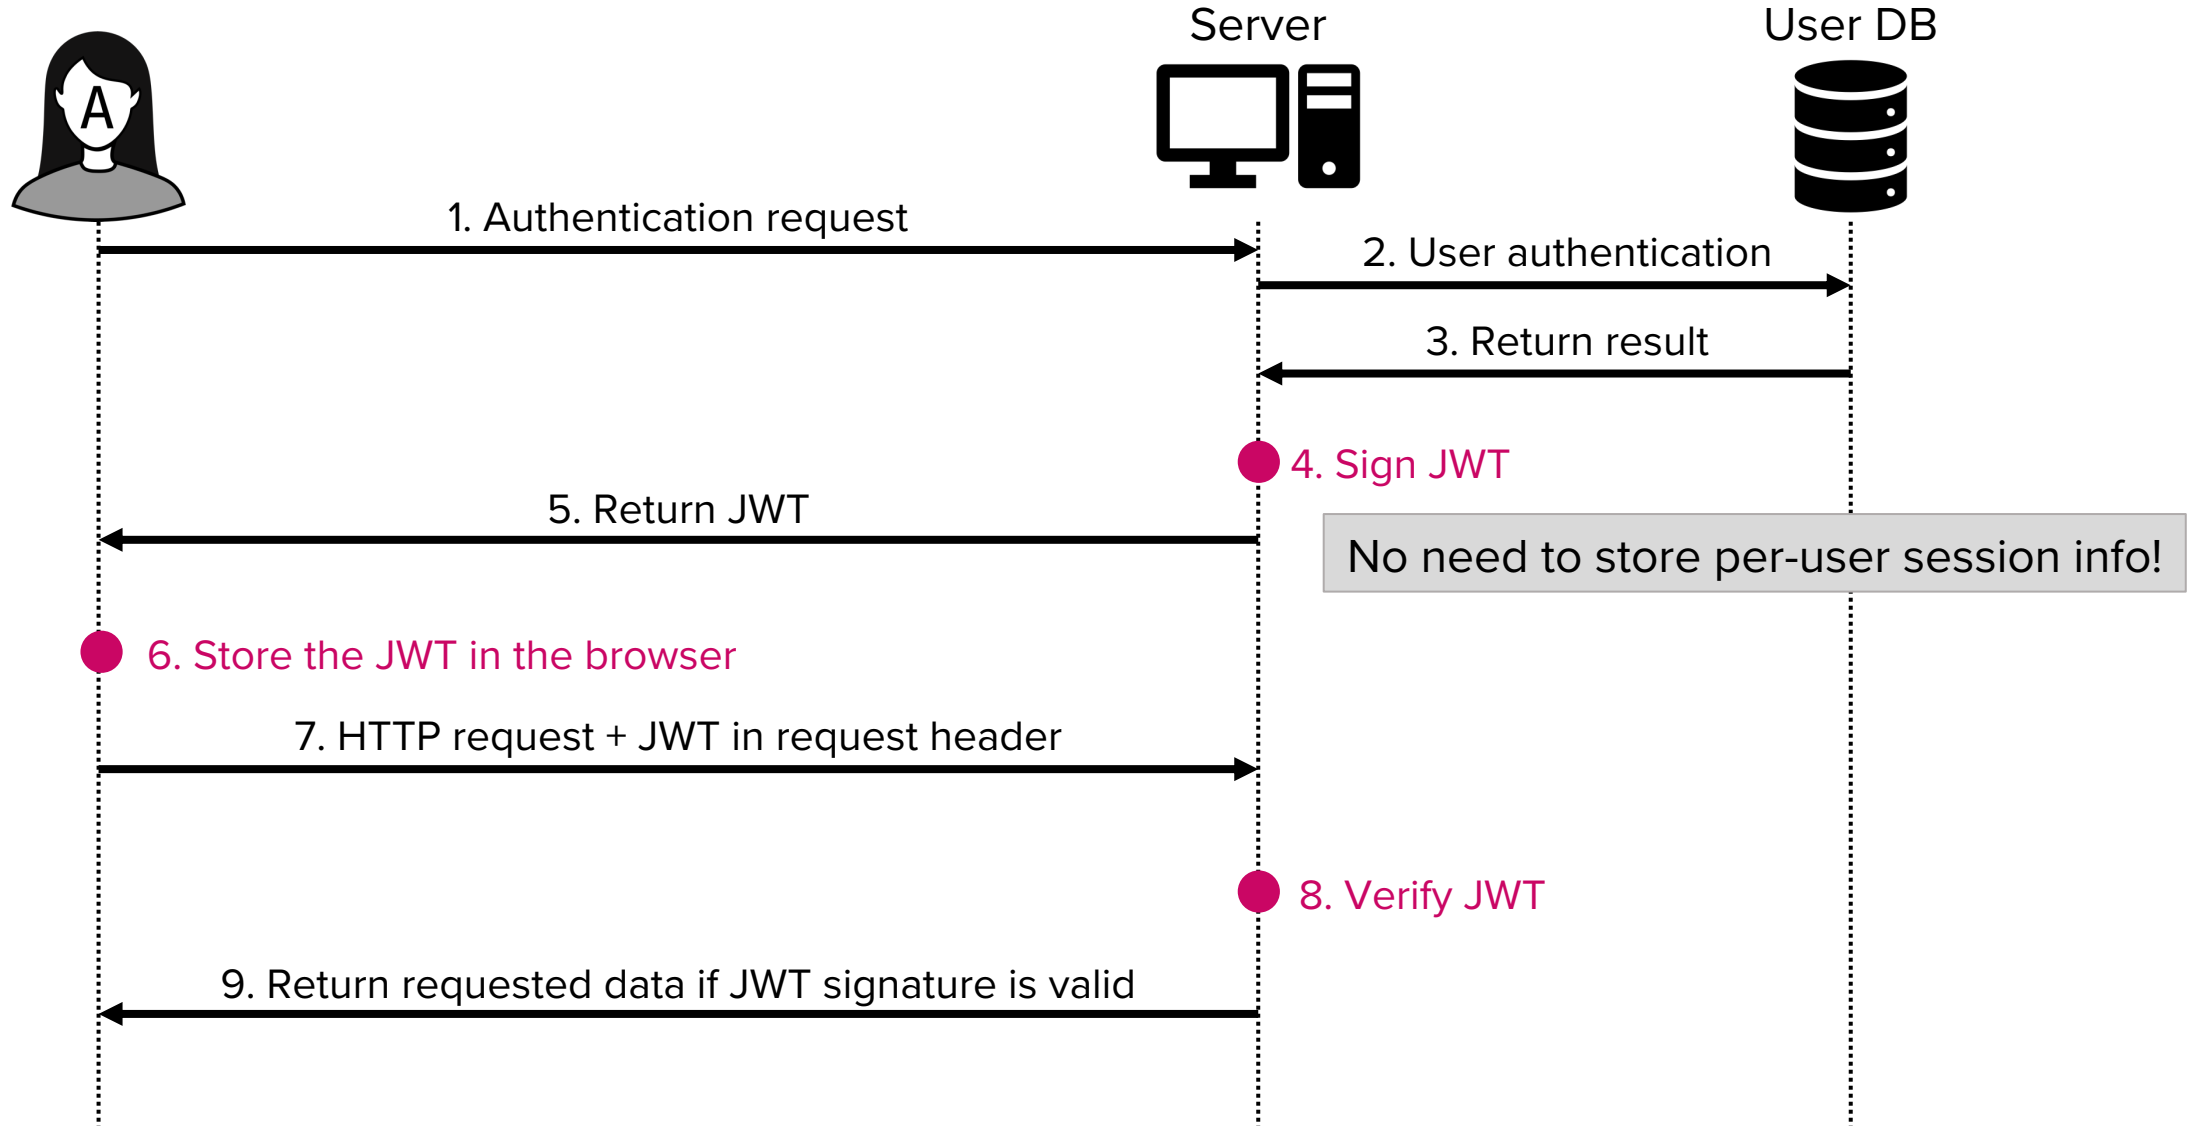 Server
User DB
A
1. Authentication request
2. User authentication
3. Return result
4. Sign JWT
5. Return JWT
No need to store per-user session info!
6. Store the JWT in the browser
7. HTTP request + JWT in request header
8. Verify JWT
9. Return requested data if JWT signature is valid